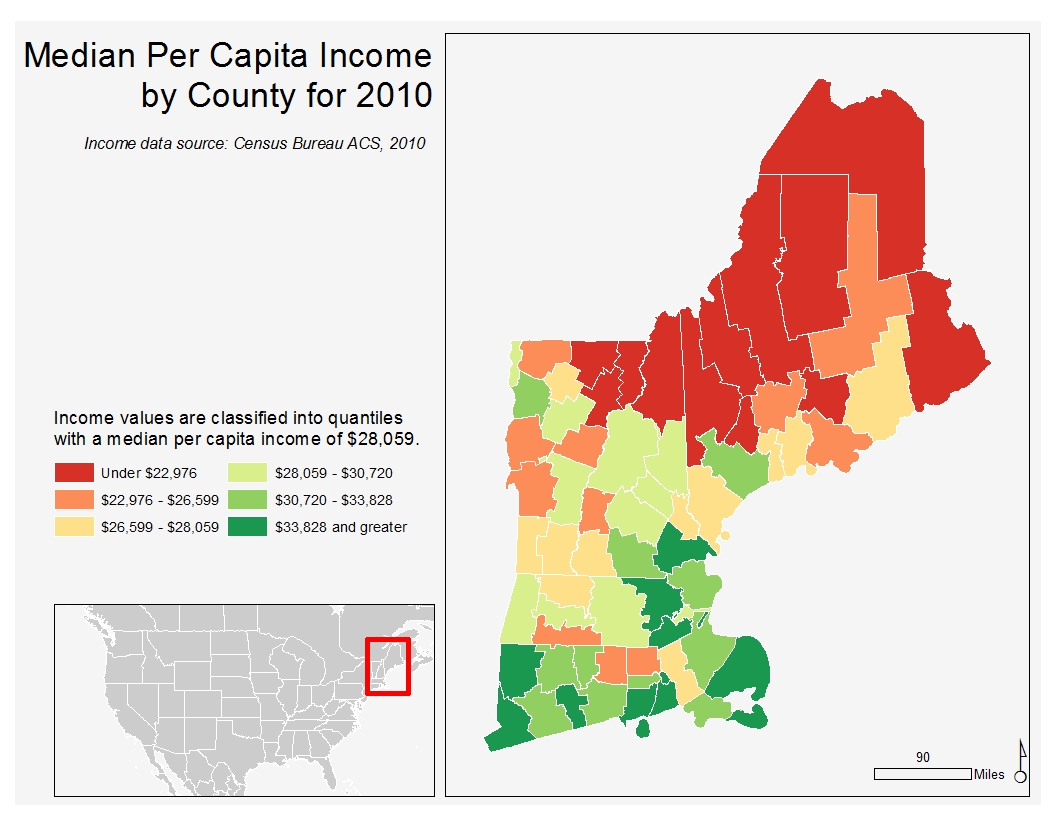 Median Per Capita Income
by County for 2010
Income data source: Census Bureau ACS, 2010
Income values are classified into quantiles
with a median per capita income of $28,059.
Under $22,976
$22,976 - $26,599
$26,599 - $28,059
$28,059 - $30,720
$30,720 - $33,828
$33,828 and greater
90
Miles